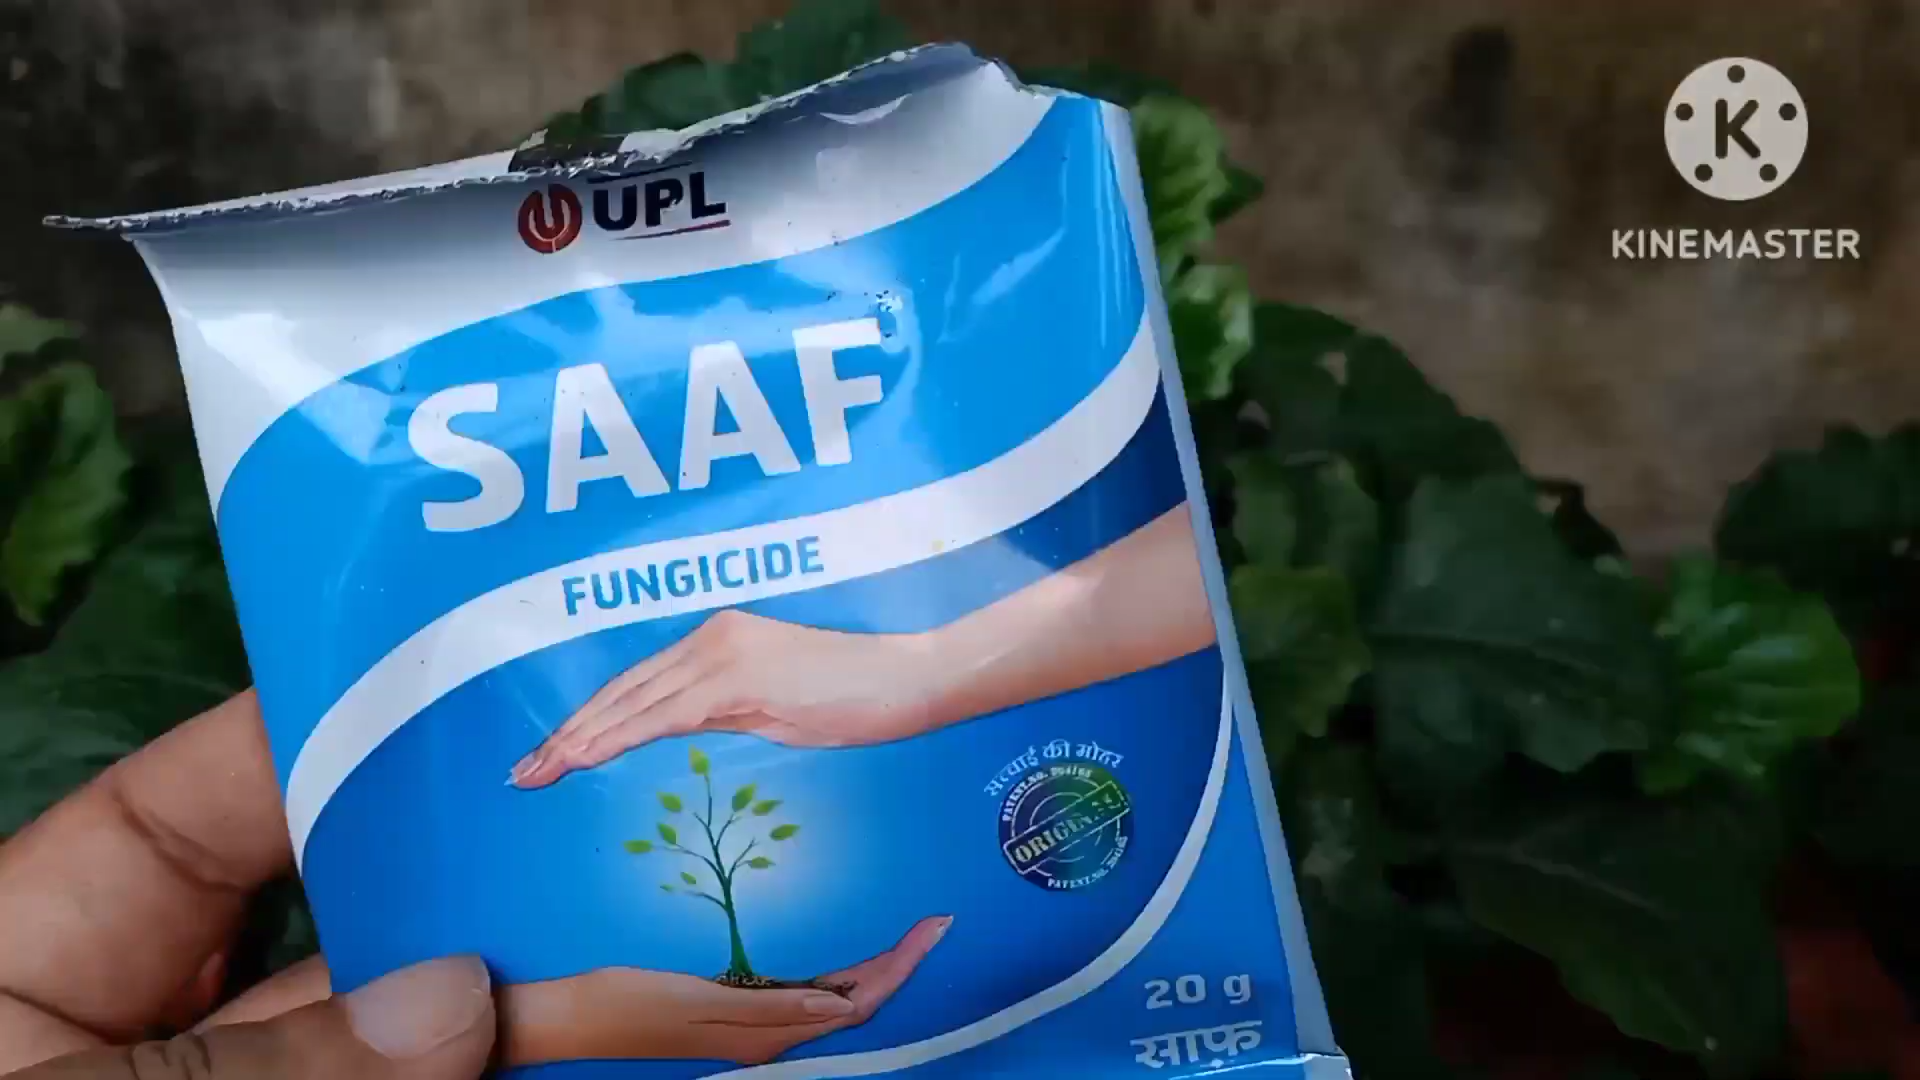 UPL
SAAF
FUNGICIDE
सच्चाई की मोहर
ORIGINAL
20 g
साफ़
K
KINEMASTER